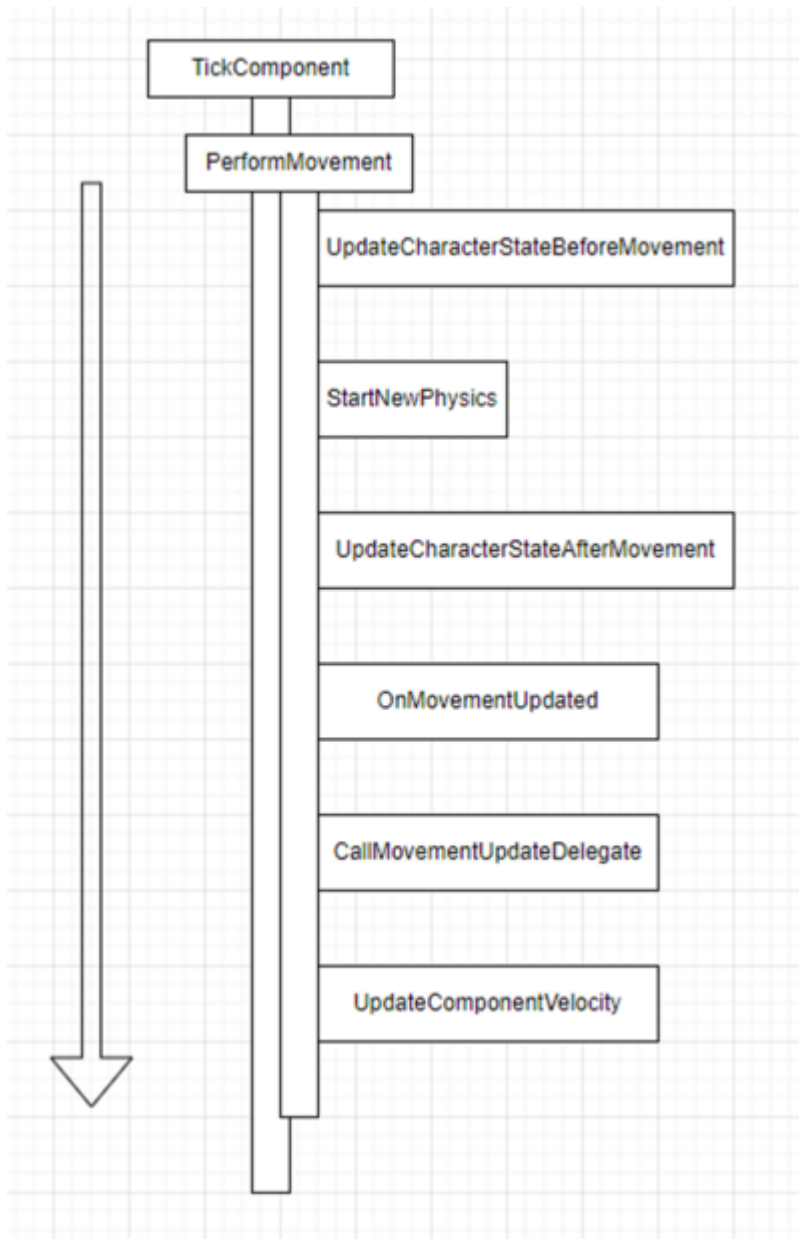 TickComponent
PerformMovement
UpdateCharacterStateBeforeMovement
StartNewPhysics
UpdateCharacterStateAfterMovement
OnMovementUpdated
CallMovementUpdateDelegate
UpdateComponentVelocity